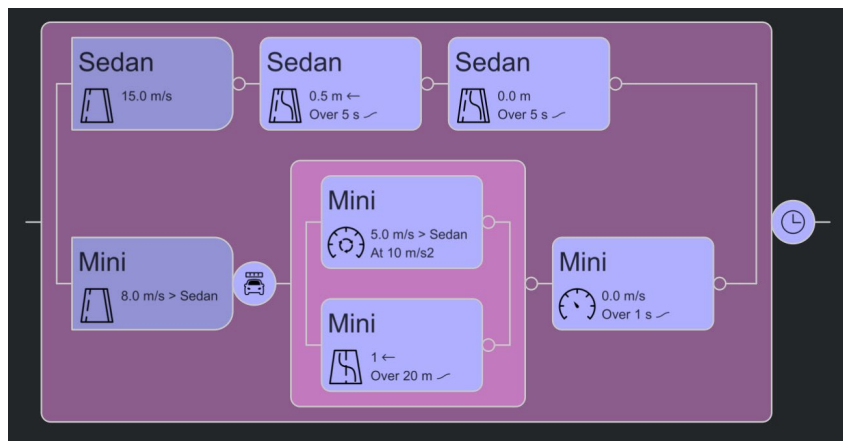 Sedan
15.0 m/s
Sedan
0.5 m ←
Over 5 s
Sedan
0.0 m
Over 5 s
Mini
8.0 m/s > Sedan
Mini
5.0 m/s > Sedan
At 10 m/s2
Mini
1 ←
Over 20 m
Mini
0.0 m/s
Over 1 s